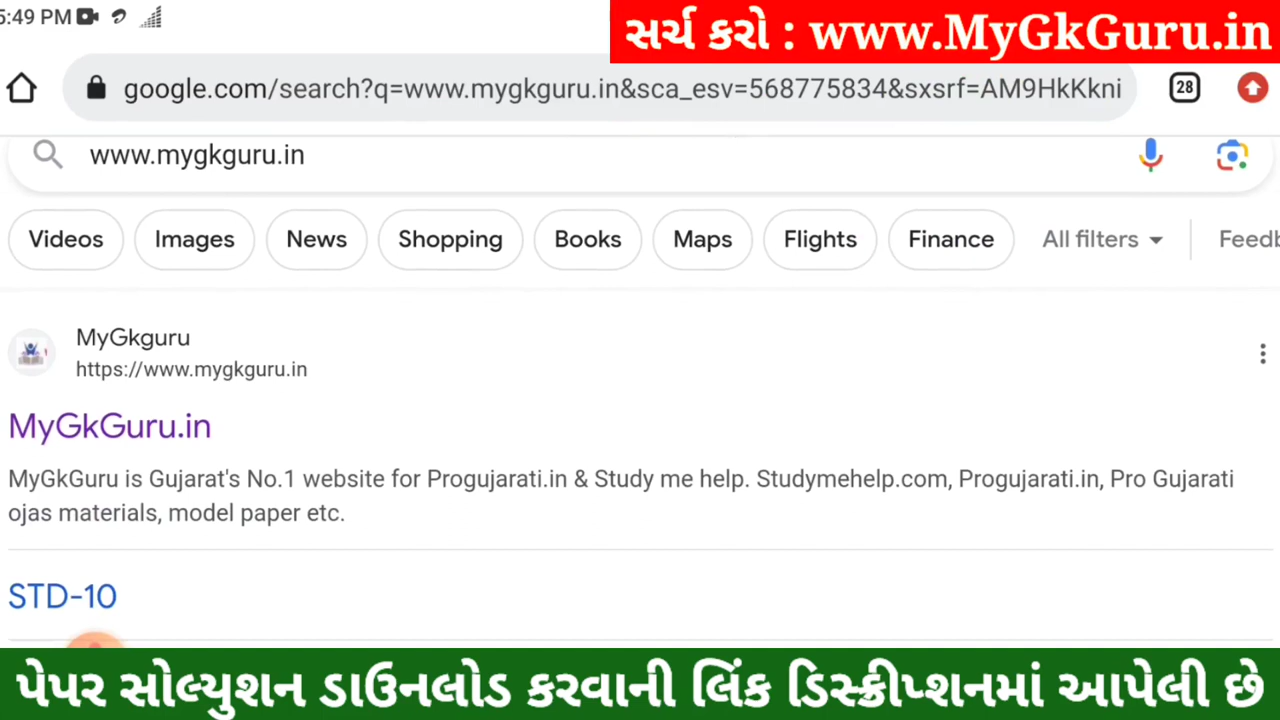 5:49 PM
સર્ચ કરો : www.MyGkGuru.in
google.com/search?q=www.mygkguru.in&sca_esv=568775834&sxsrf=AM9HkKkni
28
www.mygkguru.in
Videos Images News Shopping Books Maps Flights Finance All filters Feedb
MyGkguru
https://www.mygkguru.in
MyGkGuru.in
MyGkGuru is Gujarat's No.1 website for Progujarati.in & Study me help. Studymehelp.com, Progujarati.in, Pro Gujarati
ojas materials, model paper etc.
STD-10
પેપર સોલ્યુશન ડાઉનલોડ કરવાની લિંક ડિસ્ક્રીપ્શનમાં આપેલી છે